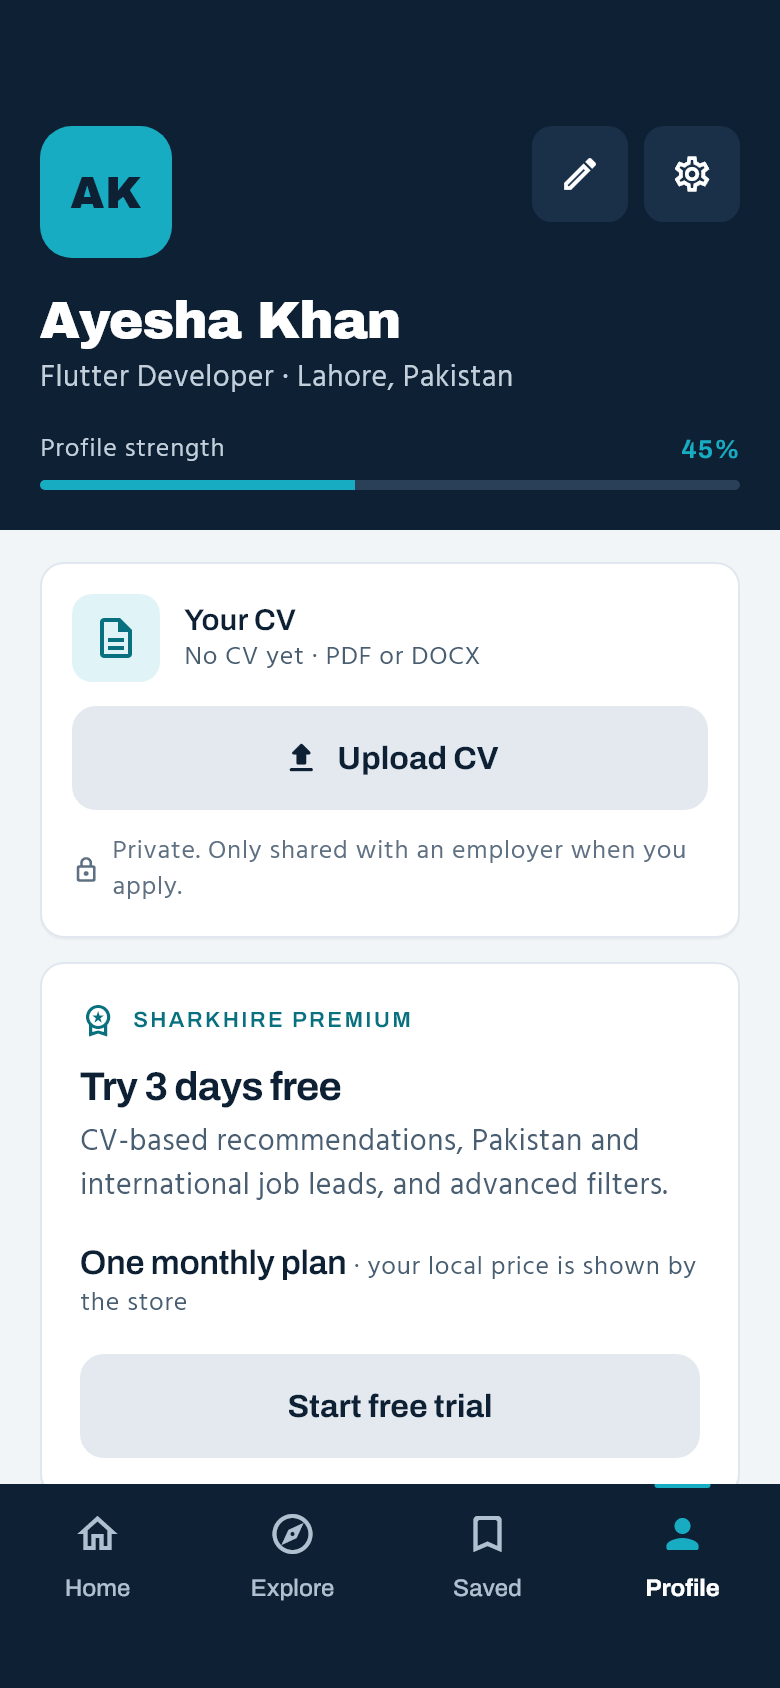 AK
Ayesha Khan
Flutter Developer · Lahore, Pakistan
Profile strength
45%
Your CV
No CV yet · PDF or DOCX
Upload CV
Private. Only shared with an employer when you
apply.
SHARKHIRE PREMIUM
Try 3 days free
CV-based recommendations, Pakistan and
international job leads, and advanced filters.
One monthly plan · your local price is shown by
the store
Start free trial
Home
Explore
Saved
Profile